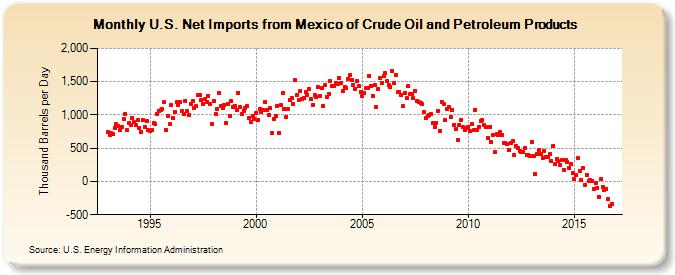 Monthly U.S. Net Imports from Mexico of Crude Oil and Petroleum Products
Thousand Barrels per Day
2,000
1,500
1,000
500
0
-500
1995 2000 2005 2010 2015
Source: U.S. Energy Information Administration